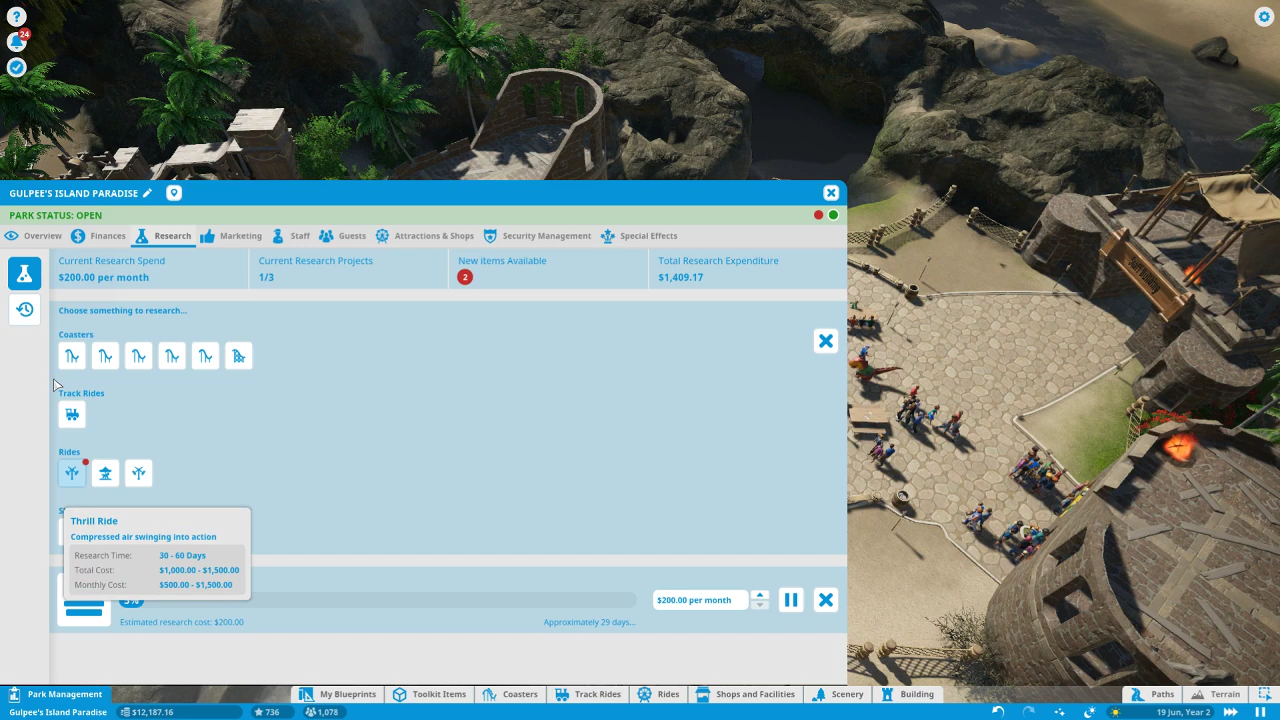 24
GULPEE'S ISLAND PARADISE
PARK STATUS: OPEN
Overview Finances Research Marketing Staff Guests Attractions & Shops Security Management Special Effects
Current Research Spend Current Research Projects New items Available Total Research Expenditure
$200.00 per month 1/3 2 $1,409.17
Choose something to research...
Coasters
Track Rides
Rides
Thrill Ride
Compressed air swinging into action
Research Time: 30 - 60 Days
Total Cost: $1,000.00 - $1,500.00
Monthly Cost: $500.00 - $1,500.00
$200.00 per month
Estimated research cost: $200.00 Approximately 29 days...
Park Management My Blueprints Toolkit Items Coasters Track Rides Rides Shops and Facilities Scenery Building Paths Terrain
Gulpee's Island Paradise $12,187.16 736 1,078 19 Jun, Year 2